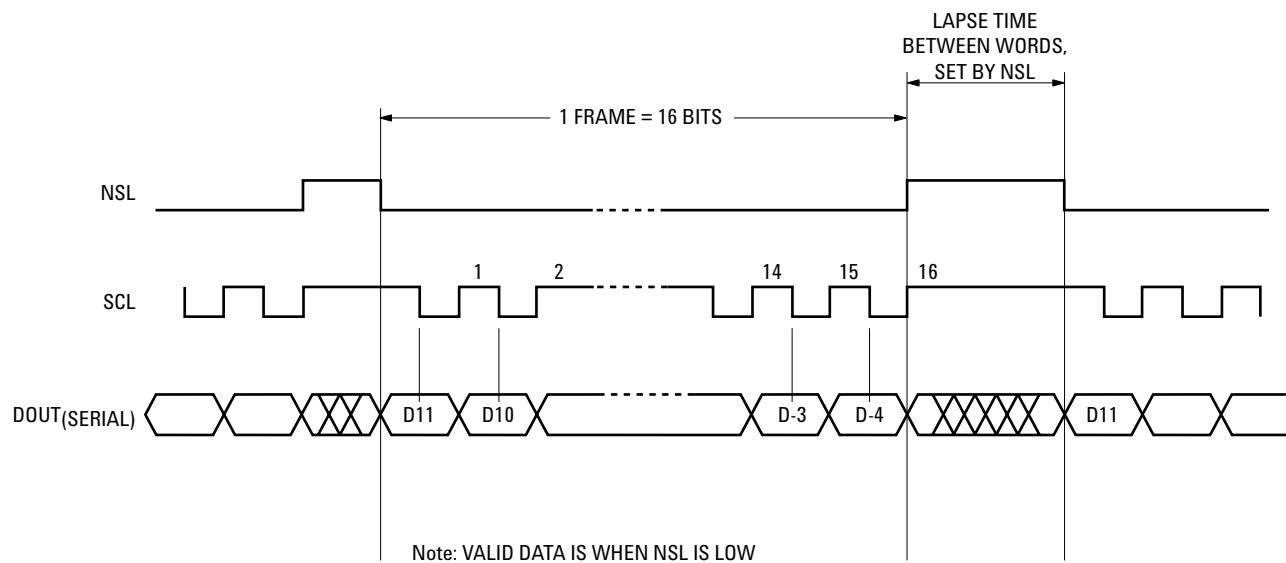 LAPSE TIME
BETWEEN WORDS,
SET BY NSL
1 FRAME = 16 BITS
NSL
1 2 14 15 16
SCL
DOUT(SERIAL) D11 D10 D-3 D-4 D11
Note: VALID DATA IS WHEN NSL IS LOW